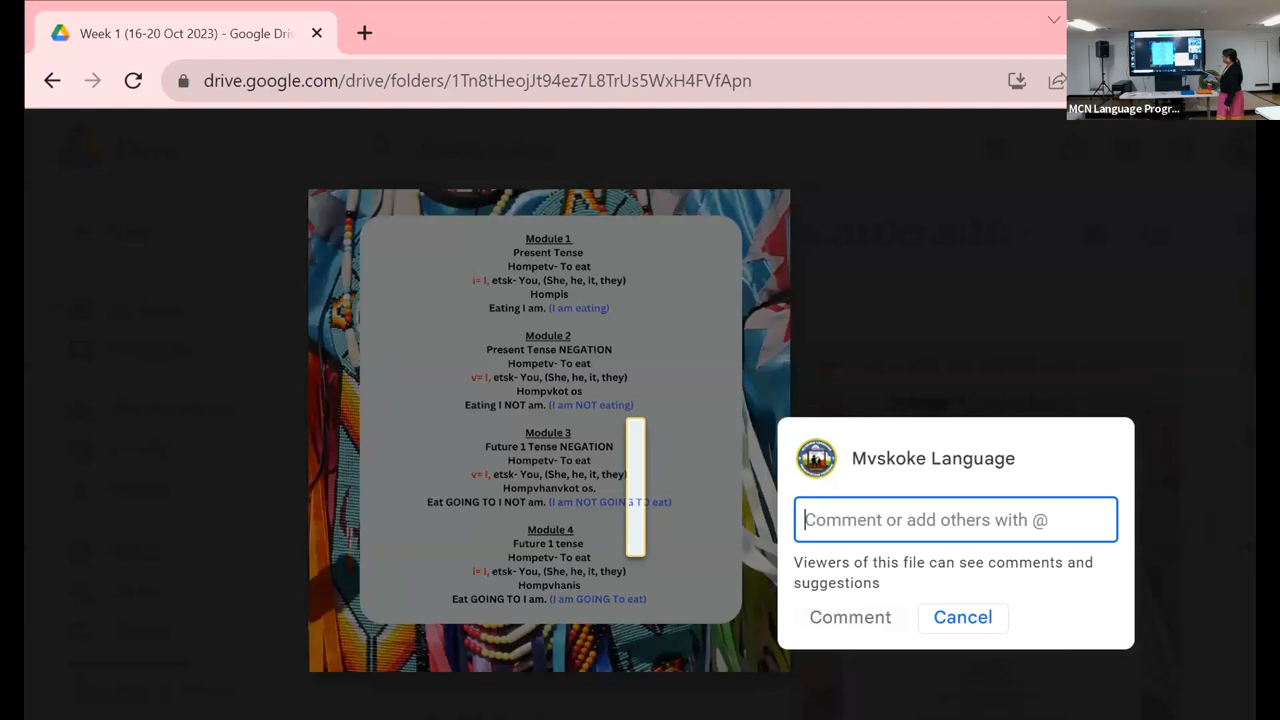 Week 1 (16-20 Oct 2023) - Google Driv
drive.google.com/drive/folders/1Tn8tHeojJt94ez7L8TrUs5WxH4FVfApn
MCN Language Progr...
Module 1
Present Tense
Hompetv- To eat
i= I, etsk- You, (She, he, it, they)
Hompis
Eating I am. (I am eating)
Module 2
Present Tense NEGATION
Hompetv- To eat
v= I, etsk- You, (She, he, it, they)
Hompvkot os
Eating I NOT am. (I am NOT eating)
Module 3
Future 1 Tense NEGATION
Hompetv- To eat
v= I, etsk- You, (She, he, it, they)
Hompvhanvkot os.
Eat GOING TO I NOT am. (I am NOT GOING TO eat)
Module 4
Future 1 tense
Hompetv- To eat
i= I, etsk- You, (She, he, it, they)
Hompvhanis
Eat GOING TO I am. (I am GOING To eat)
Mvskoke Language
Comment or add others with @
Viewers of this file can see comments and
suggestions
Comment Cancel